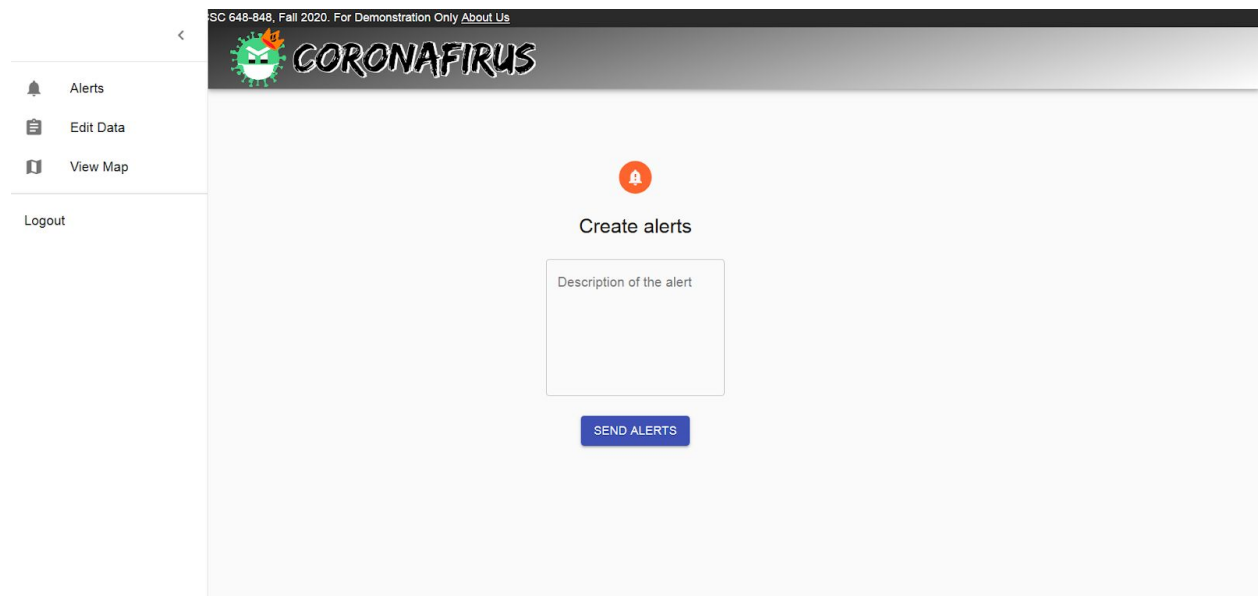 SC 648-848, Fall 2020. For Demonstration Only About Us
CORONAFIRUS
Alerts
Edit Data
View Map
Logout
Create alerts
Description of the alert
SEND ALERTS